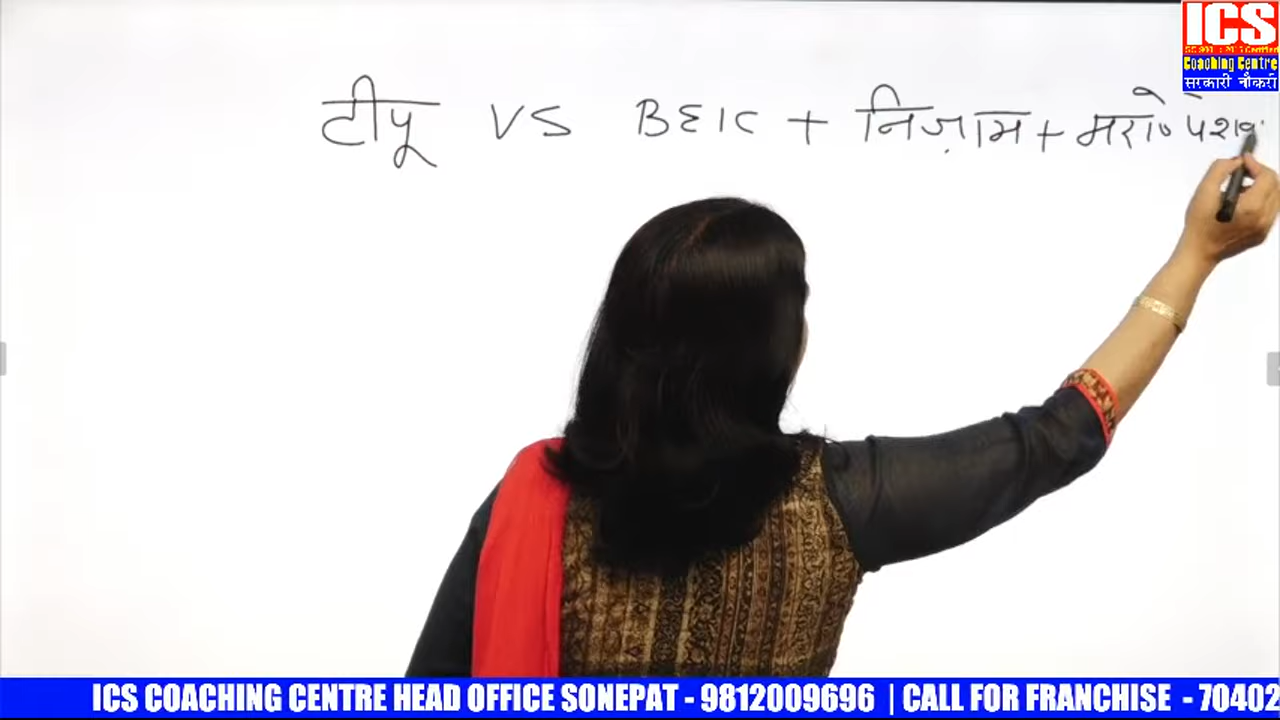 ICS
Coaching Centre
सरकारी नौकरी
टीपू VS BEIC + निज़ाम + मरा० पेशवा
ICS COACHING CENTRE HEAD OFFICE SONEPAT - 9812009696 | CALL FOR FRANCHISE - 70402